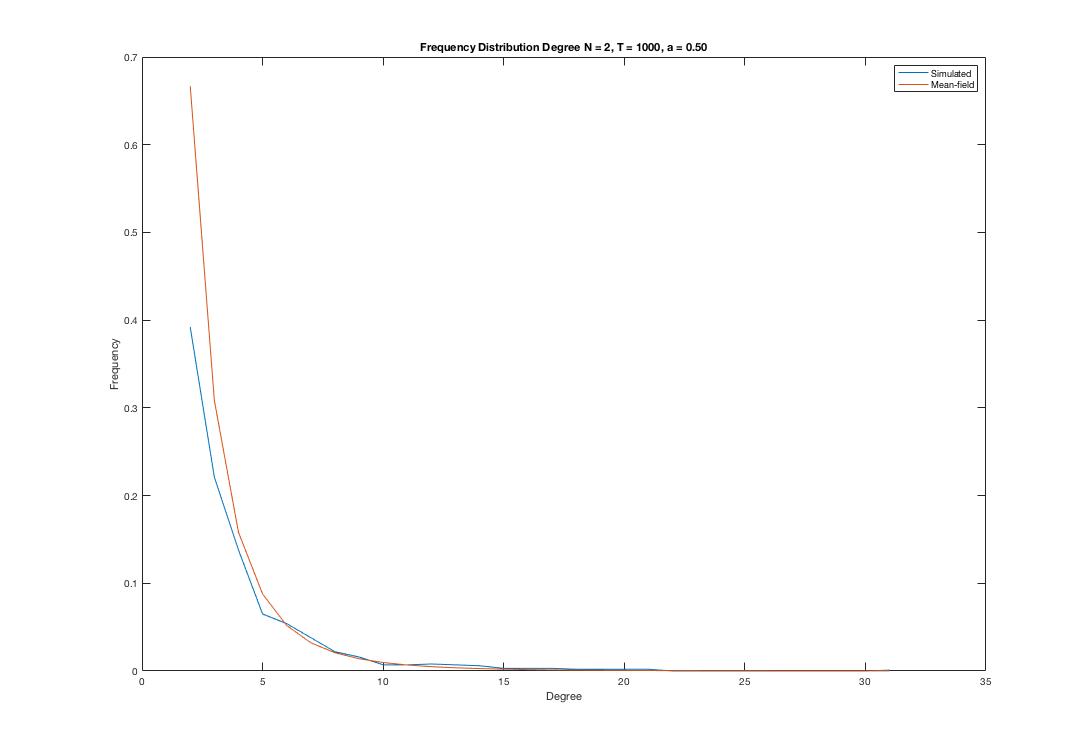 Frequency Distribution Degree N = 2, T = 1000, a = 0.50
Simulated
Mean-field
0.7
0.6
0.5
0.4
0.3
0.2
0.1
0
Frequency
0 5 10 15 20 25 30 35
Degree